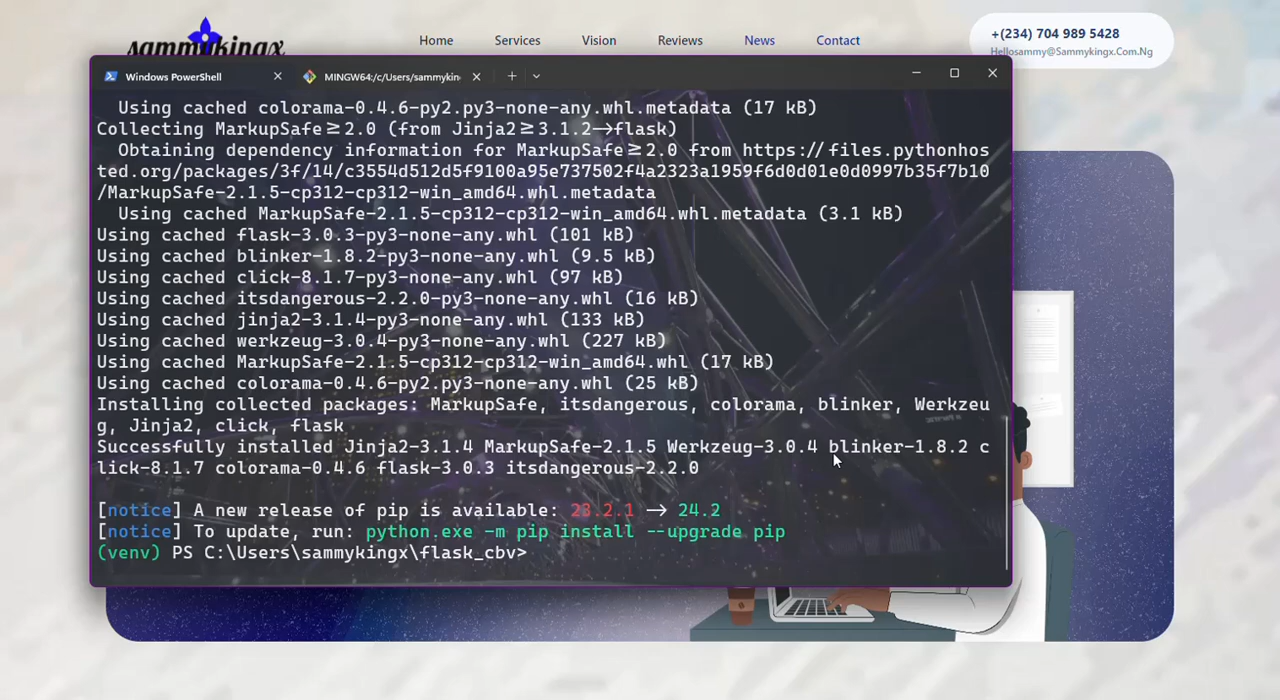 sammykingx
Home Services Vision Reviews News Contact
+(234) 704 989 5428
Hellosammy@Sammykingx.Com.Ng
Windows PowerShell
MINGW64:/c/Users/sammykin
Using cached colorama-0.4.6-py2.py3-none-any.whl.metadata (17 kB)
Collecting MarkupSafe≥2.0 (from Jinja2≥3.1.2→flask)
Obtaining dependency information for MarkupSafe≥2.0 from https://files.pythonhos
ted.org/packages/3f/14/c3554d512d5f9100a95e737502f4a2323a1959f6d0d01e0d0997b35f7b10
/MarkupSafe-2.1.5-cp312-cp312-win_amd64.whl.metadata
Using cached MarkupSafe-2.1.5-cp312-cp312-win_amd64.whl.metadata (3.1 kB)
Using cached flask-3.0.3-py3-none-any.whl (101 kB)
Using cached blinker-1.8.2-py3-none-any.whl (9.5 kB)
Using cached click-8.1.7-py3-none-any.whl (97 kB)
Using cached itsdangerous-2.2.0-py3-none-any.whl (16 kB)
Using cached jinja2-3.1.4-py3-none-any.whl (133 kB)
Using cached werkzeug-3.0.4-py3-none-any.whl (227 kB)
Using cached MarkupSafe-2.1.5-cp312-cp312-win_amd64.whl (17 kB)
Using cached colorama-0.4.6-py2.py3-none-any.whl (25 kB)
Installing collected packages: MarkupSafe, itsdangerous, colorama, blinker, Werkzeu
g, Jinja2, click, flask
Successfully installed Jinja2-3.1.4 MarkupSafe-2.1.5 Werkzeug-3.0.4 blinker-1.8.2 c
lick-8.1.7 colorama-0.4.6 flask-3.0.3 itsdangerous-2.2.0
[notice] A new release of pip is available: 23.2.1 → 24.2
[notice] To update, run: python.exe -m pip install --upgrade pip
(venv) PS C:\Users\sammykingx\flask_cbv>